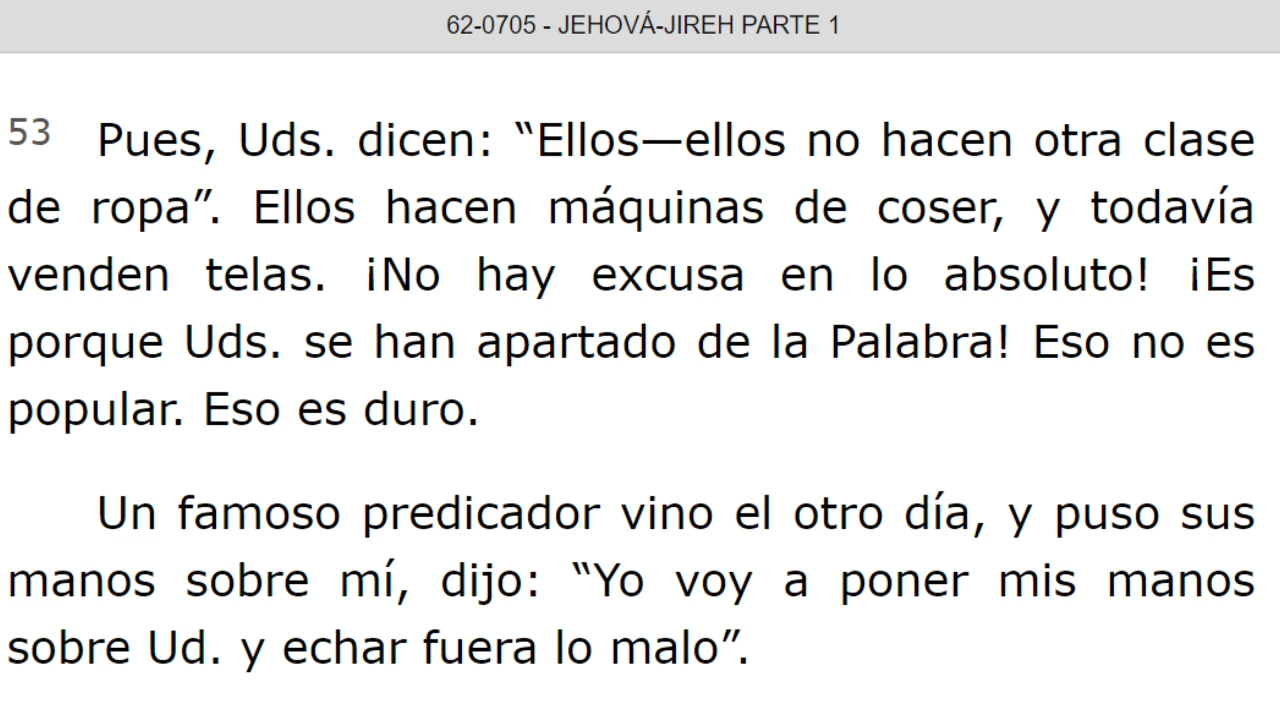 62-0705 - JEHOVÁ-JIREH PARTE 1
53 Pues, Uds. dicen: “Ellos—ellos no hacen otra clase
de ropa”. Ellos hacen máquinas de coser, y todavía
venden telas. ¡No hay excusa en lo absoluto! ¡Es
porque Uds. se han apartado de la Palabra! Eso no es
popular. Eso es duro.
Un famoso predicador vino el otro día, y puso sus
manos sobre mí, dijo: “Yo voy a poner mis manos
sobre Ud. y echar fuera lo malo”.